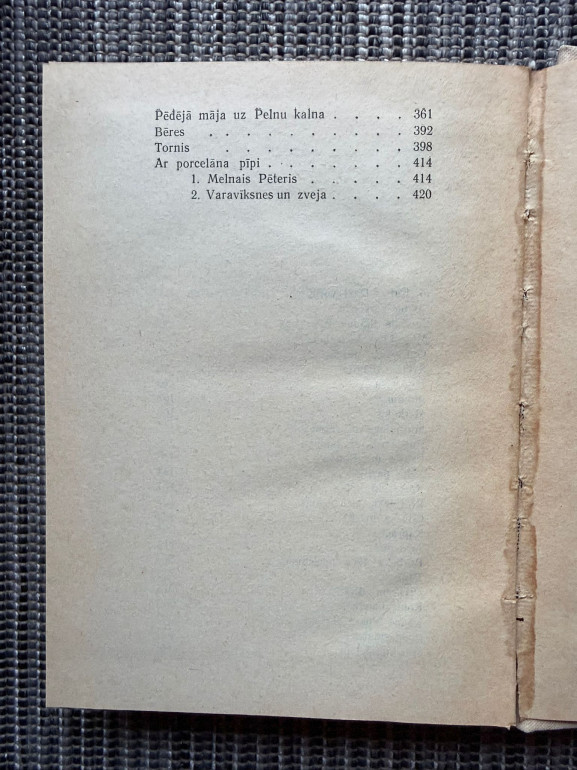 Pēdējā māja uz Pelnu kalna . . . . 361
Bēres . . . . . . . . . . 392
Tornis . . . . . . . . . 398
Ar porcelāna pīpi . . . . . . . 414
1. Melnais Pēteris . . . . . 414
2. Varavīksnes un zveja . . . . 420